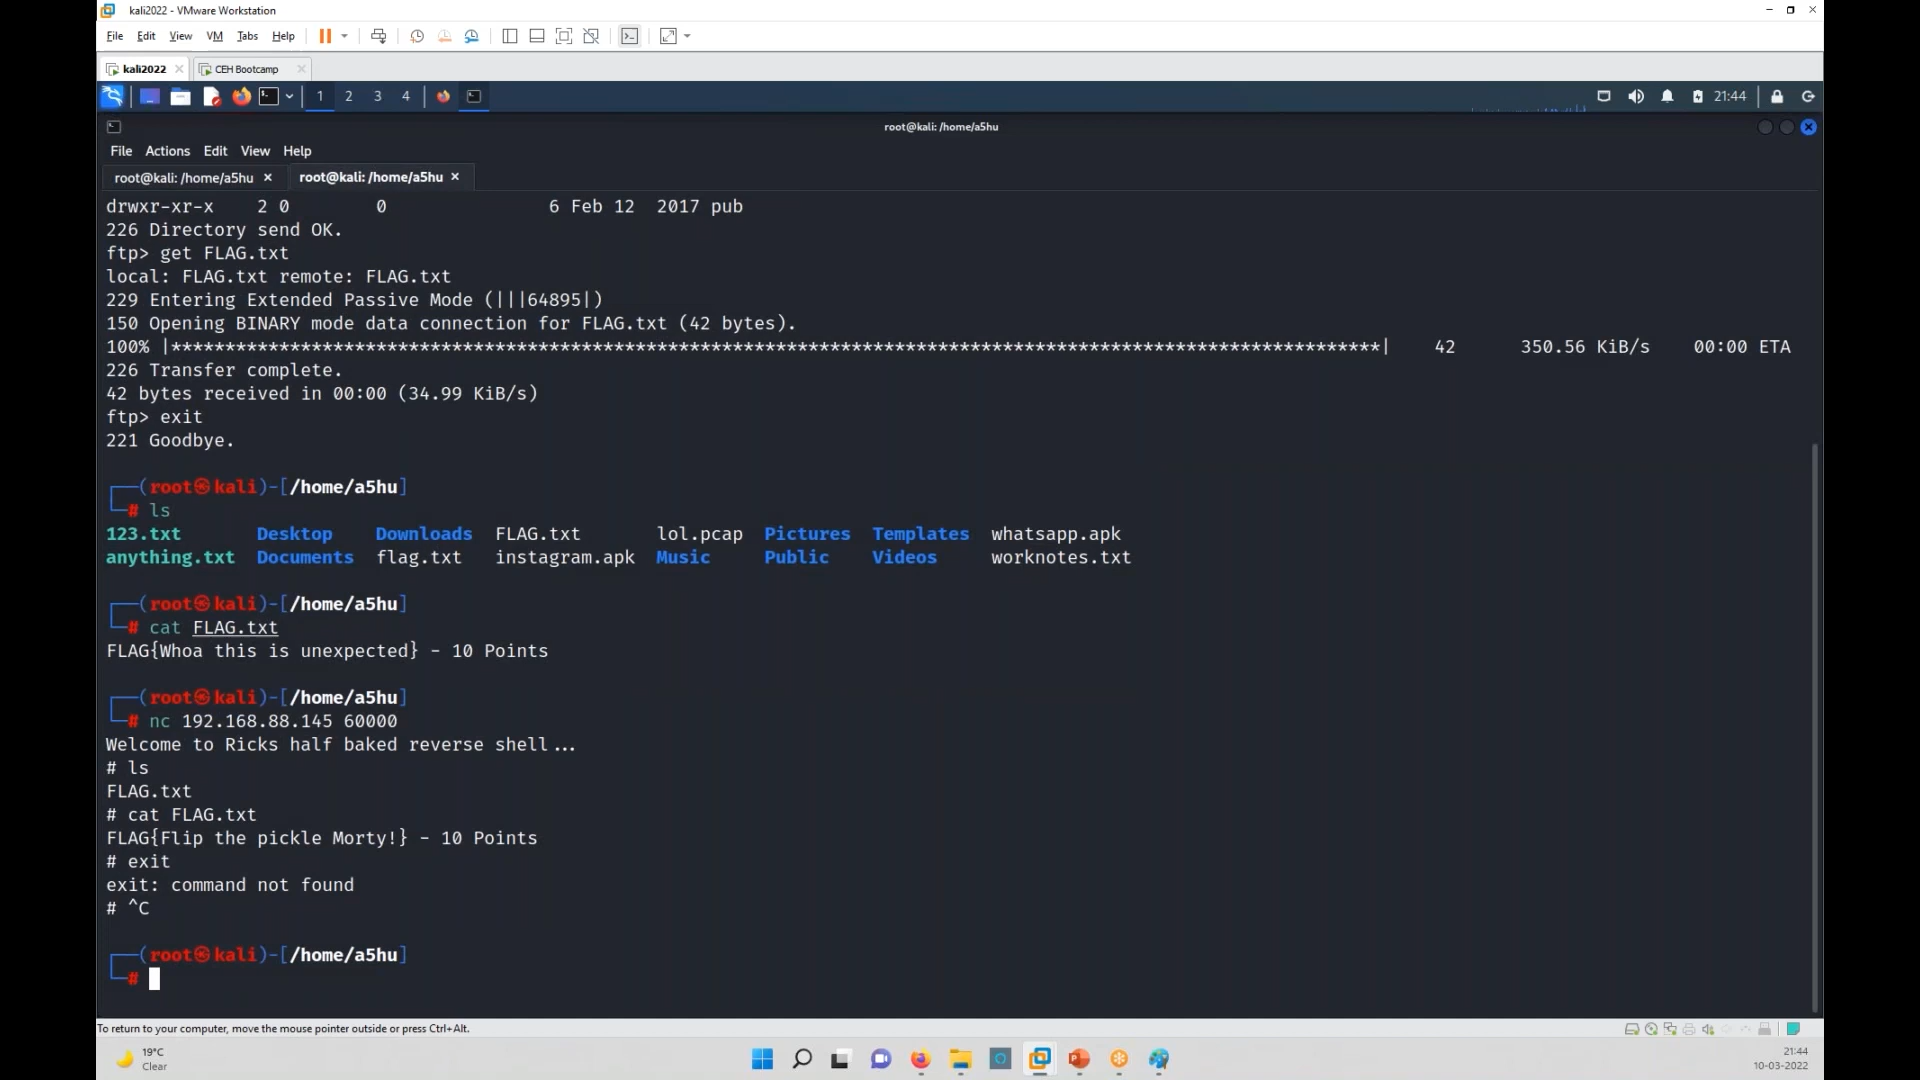 kali2022 - VMware Workstation
File Edit View VM Tabs Help
kali2022 CEH Bootcamp
1 2 3 4 21:44
root@kali: /home/a5hu
File Actions Edit View Help
root@kali: /home/a5hu root@kali: /home/a5hu
drwxr-xr-x 2 0 0 6 Feb 12 2017 pub
226 Directory send OK.
ftp> get FLAG.txt
local: FLAG.txt remote: FLAG.txt
229 Entering Extended Passive Mode (|||64895|)
150 Opening BINARY mode data connection for FLAG.txt (42 bytes).
100% |****************************************************************************************************************| 42 350.56 KiB/s 00:00 ETA
226 Transfer complete.
42 bytes received in 00:00 (34.99 KiB/s)
ftp> exit
221 Goodbye.
┌──(root㉿kali)-[/home/a5hu]
└─# ls
123.txt Desktop Downloads FLAG.txt lol.pcap Pictures Templates whatsapp.apk
anything.txt Documents flag.txt instagram.apk Music Public Videos worknotes.txt
┌──(root㉿kali)-[/home/a5hu]
└─# cat FLAG.txt
FLAG{Whoa this is unexpected} - 10 Points
┌──(root㉿kali)-[/home/a5hu]
└─# nc 192.168.88.145 60000
Welcome to Ricks half baked reverse shell...
# ls
FLAG.txt
# cat FLAG.txt
FLAG{Flip the pickle Morty!} - 10 Points
# exit
exit: command not found
# ^C
┌──(root㉿kali)-[/home/a5hu]
└─#
To return to your computer, move the mouse pointer outside or press Ctrl+Alt.
19°C
Clear
21:44
10-03-2022